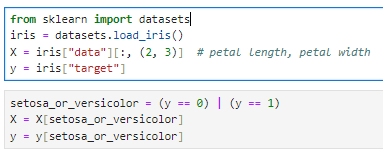 from sklearn import datasets
iris = datasets.load_iris()
X = iris["data"][:, (2, 3)]  # petal length, petal width
y = iris["target"]
setosa_or_versicolor = (y == 0) | (y == 1)
X = X[setosa_or_versicolor]
y = y[setosa_or_versicolor]